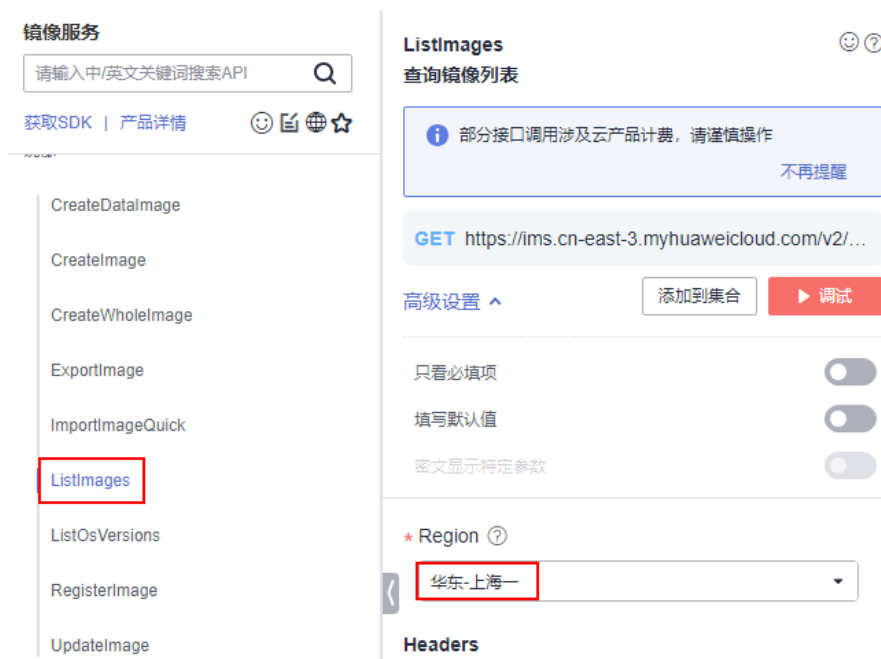 镜像服务
请输入中/英文关键词搜索API
获取SDK | 产品详情
CreateDataImage
CreateImage
CreateWholeImage
ExportImage
ImportImageQuick
ListImages
ListOsVersions
RegisterImage
UpdateImage
ListImages
查询镜像列表
部分接口调用涉及云产品计费，请谨慎操作
不再提醒
GET https://ims.cn-east-3.myhuaweicloud.com/v2/...
高级设置
添加到集合
调试
只看必填项
填写默认值
密文显示特定参数
* Region
华东-上海一
Headers